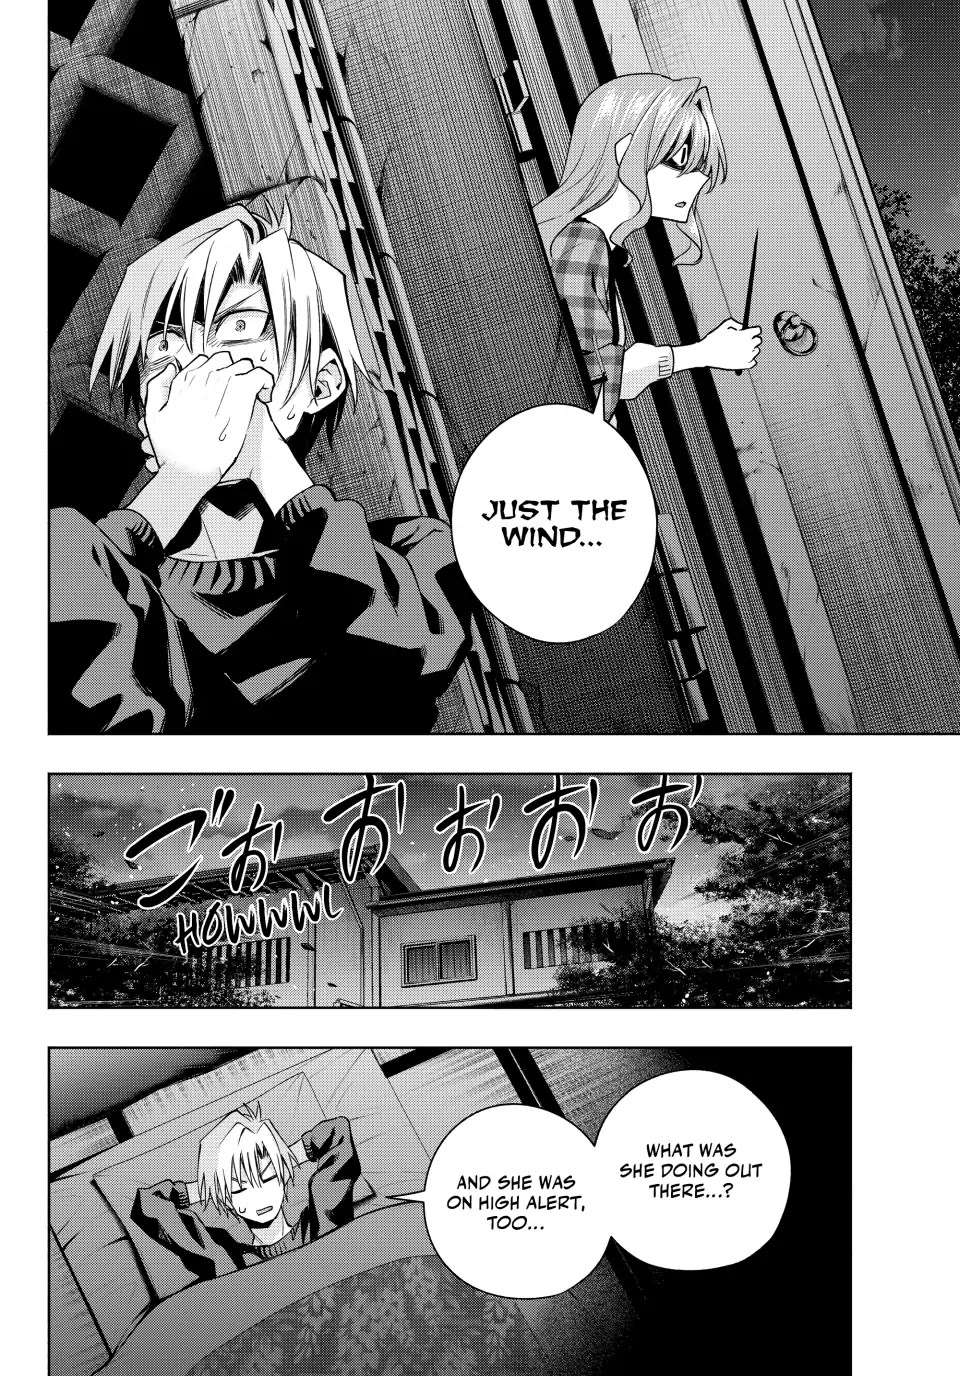 JUST THE
WIND...
ごおおおおお
HOWWWL
WHAT WAS
SHE DOING OUT
THERE...?
AND SHE WAS
ON HIGH ALERT,
TOO...